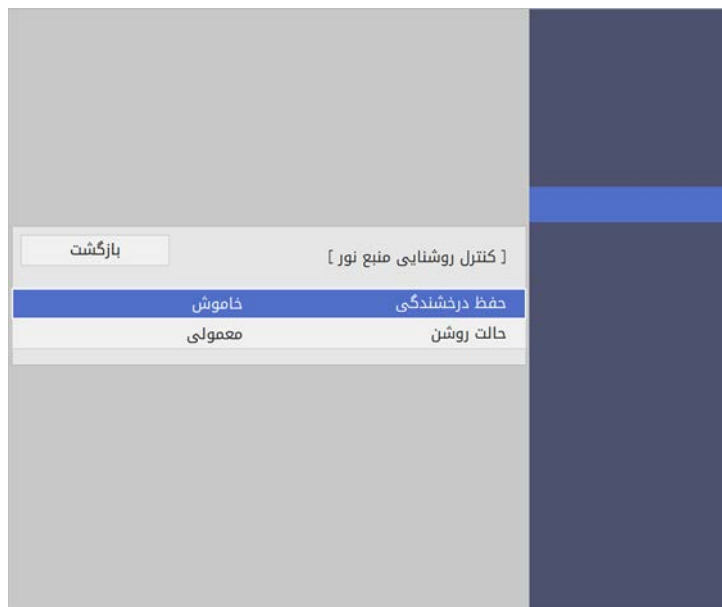 [ کنترل روشنایی منبع نور ] بازگشت
حفظ درخشندگی خاموش
حالت روشن معمولی